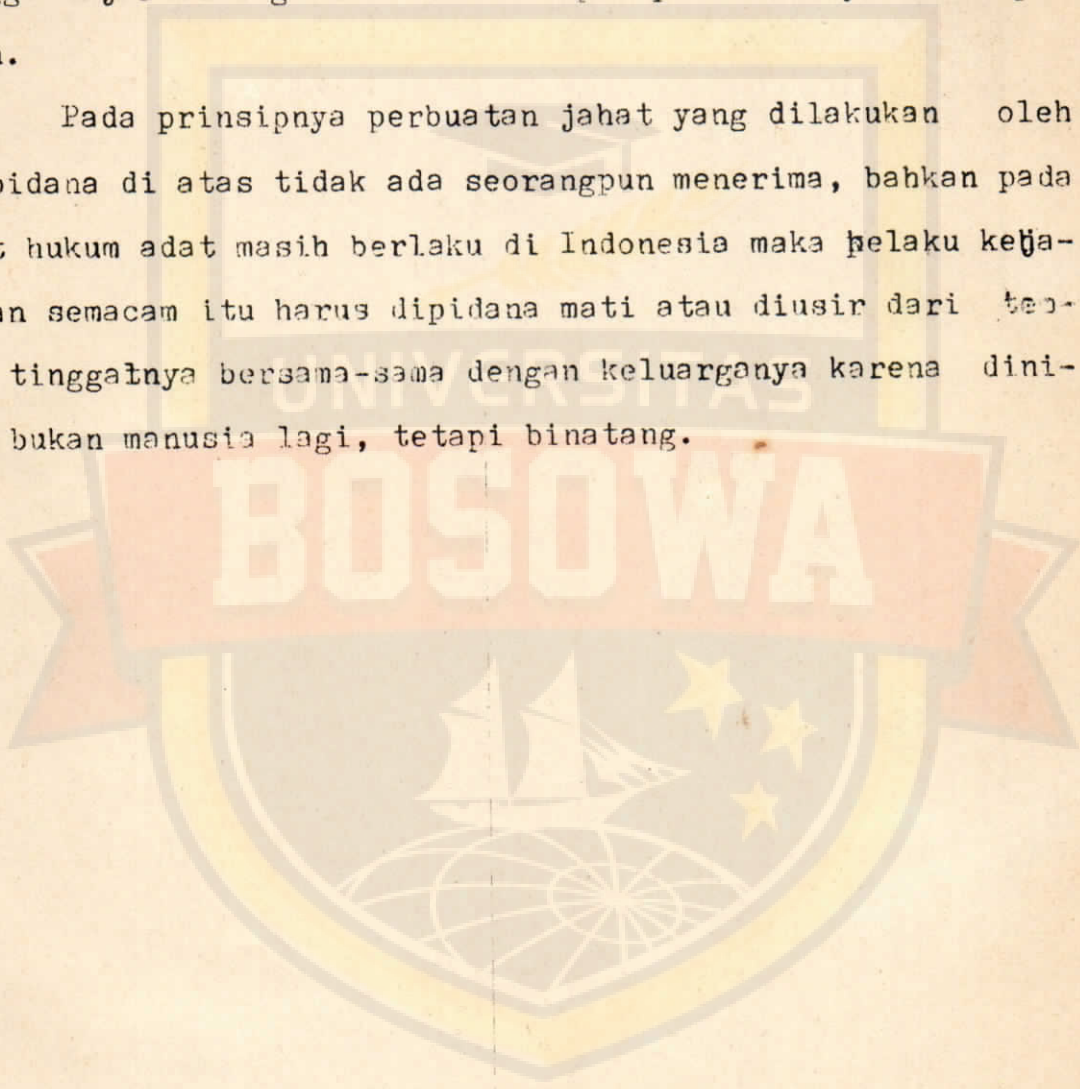 Pada prinsipnya perbuatan jahat yang dilakukan oleh
pidana di atas tidak ada seorangpun menerima, bahkan pada
t hukum adat masih berlaku di Indonesia maka pelaku keja-
an semacam itu harus dipidana mati atau diusir dari
tinggalnya bersama-sama dengan keluarganya karena dini-
bukan manusia lagi, tetapi binatang.
UNIVERSITAS
BOSOWA